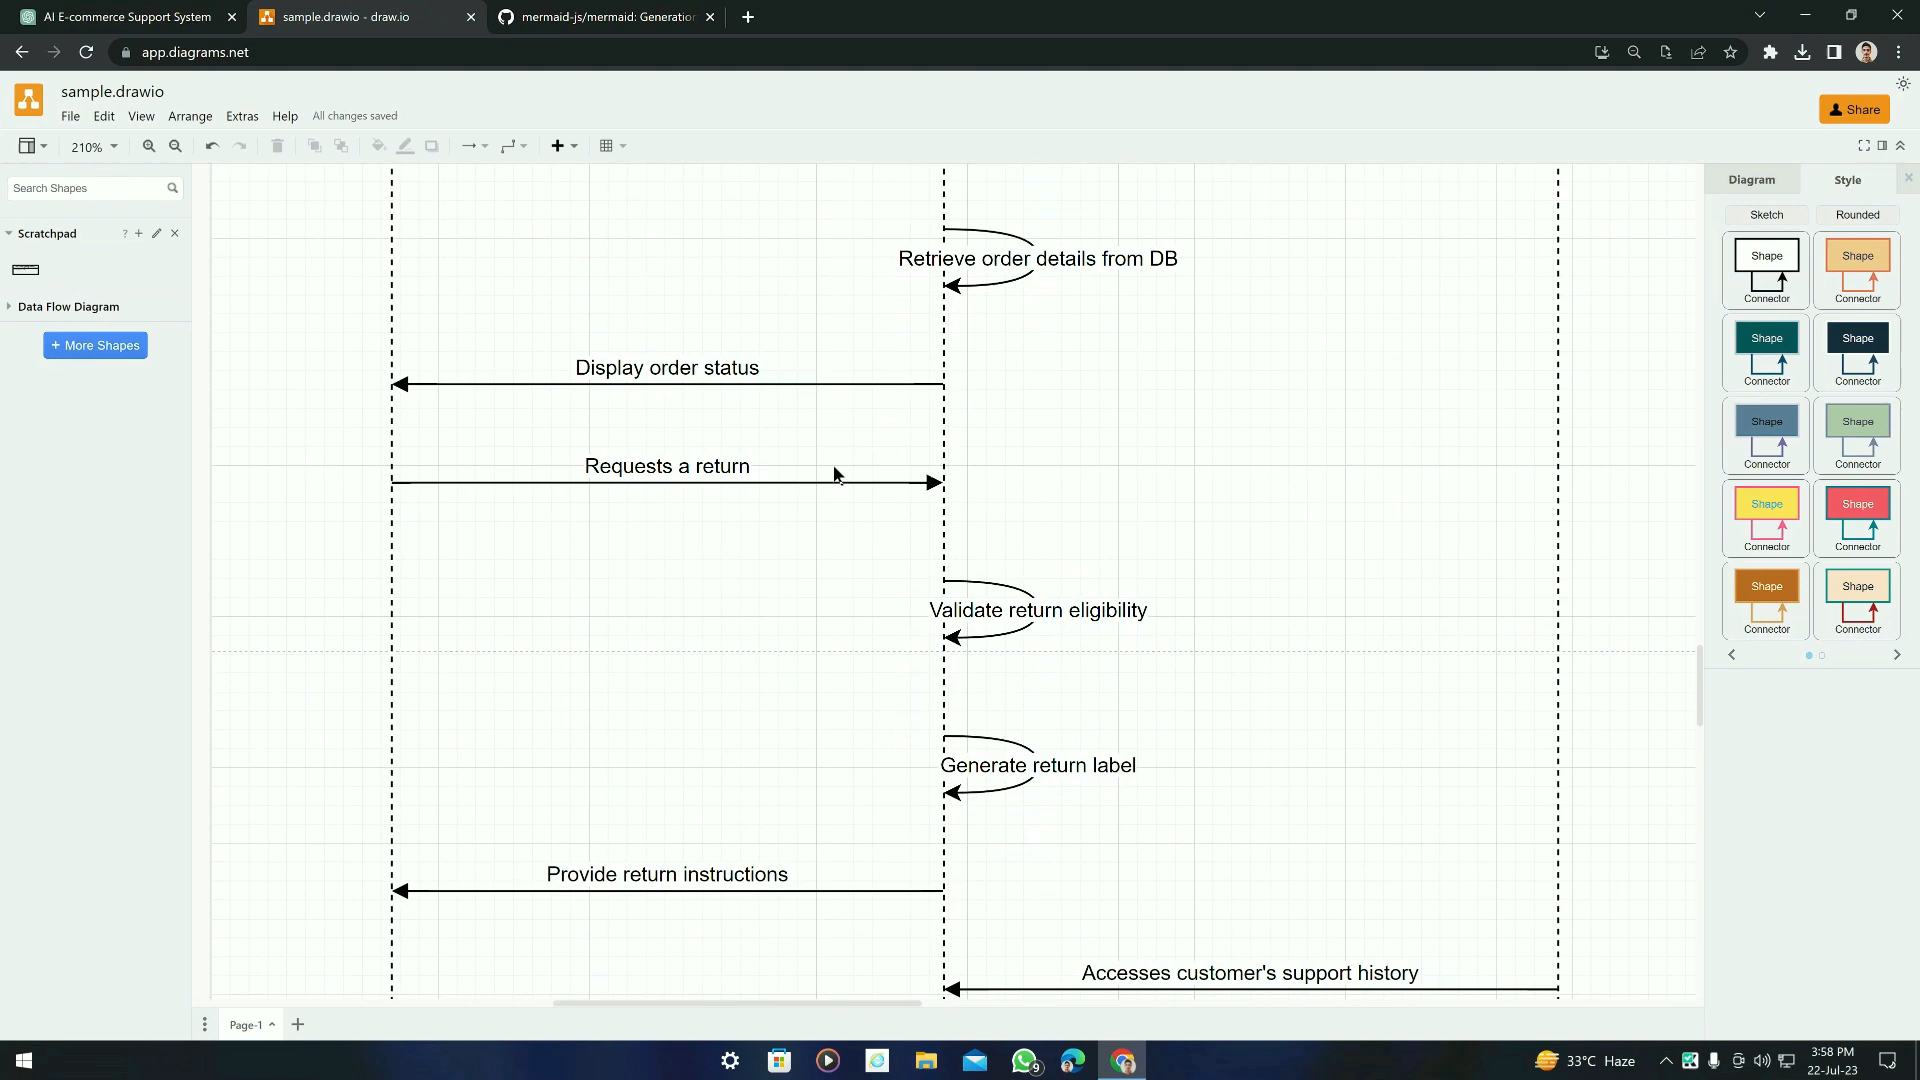 AI E-commerce Support System
sample.drawio - draw.io
mermaid-js/mermaid: Generation
app.diagrams.net
sample.drawio
File Edit View Arrange Extras Help All changes saved
Share
210%
Search Shapes
Scratchpad
?
Data Flow Diagram
+ More Shapes
Retrieve order details from DB
Display order status
Requests a return
Validate return eligibility
Generate return label
Provide return instructions
Accesses customer's support history
Diagram Style
Sketch Rounded
Shape Shape
Connector Connector
Shape Shape
Connector Connector
Shape Shape
Connector Connector
Shape Shape
Connector Connector
Shape Shape
Connector Connector
Page-1
9
33°C Haze
3:58 PM
22-Jul-23